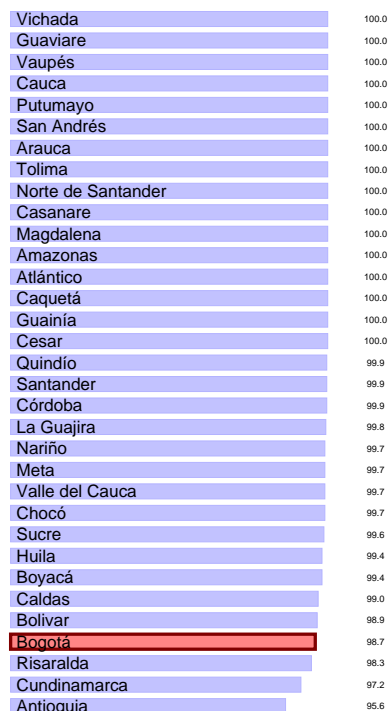 Vichada 100.0
Guaviare 100.0
Vaupés 100.0
Cauca 100.0
Putumayo 100.0
San Andrés 100.0
Arauca 100.0
Tolima 100.0
Norte de Santander 100.0
Casanare 100.0
Magdalena 100.0
Amazonas 100.0
Atlántico 100.0
Caquetá 100.0
Guainía 100.0
Cesar 100.0
Quindío 99.9
Santander 99.9
Córdoba 99.9
La Guajira 99.8
Nariño 99.7
Meta 99.7
Valle del Cauca 99.7
Chocó 99.7
Sucre 99.6
Huila 99.4
Boyacá 99.4
Caldas 99.0
Bolivar 98.9
Bogotá 98.7
Risaralda 98.3
Cundinamarca 97.2
Antioquia 95.6